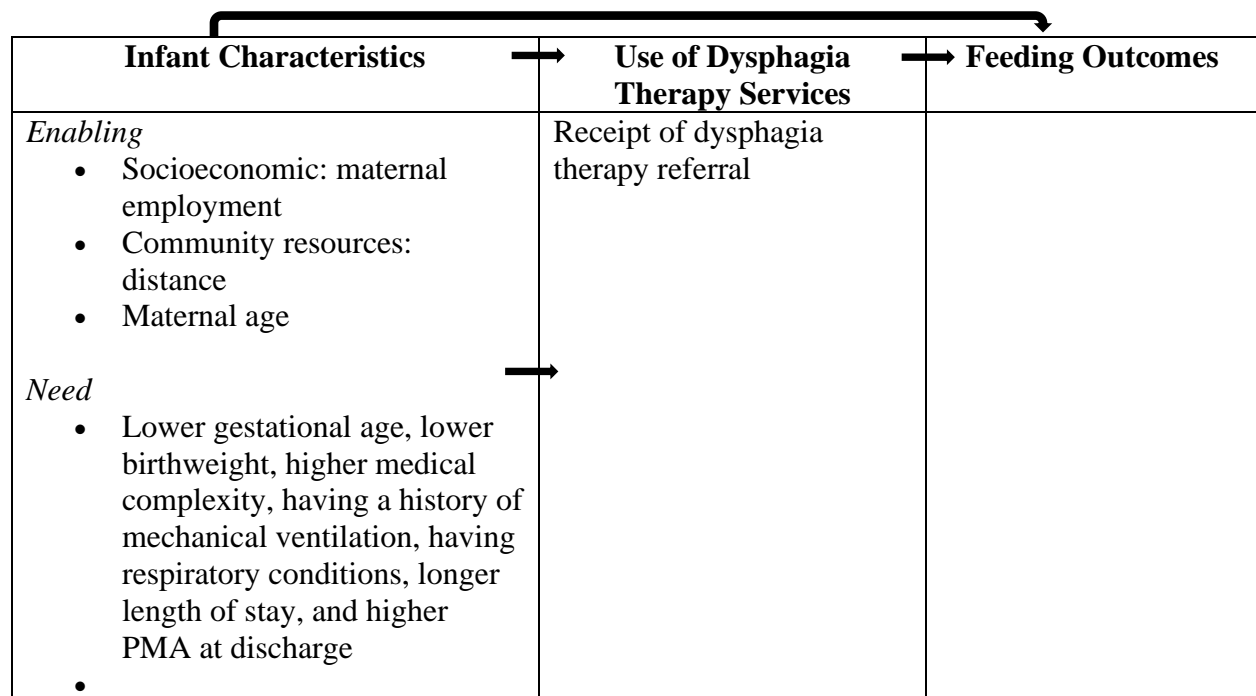 Infant Characteristics
Use of Dysphagia
Therapy Services
Feeding Outcomes
Enabling
• Socioeconomic: maternal
employment
• Community resources:
distance
• Maternal age
Need
• Lower gestational age, lower
birthweight, higher medical
complexity, having a history of
mechanical ventilation, having
respiratory conditions, longer
length of stay, and higher
PMA at discharge
•
Receipt of dysphagia
therapy referral